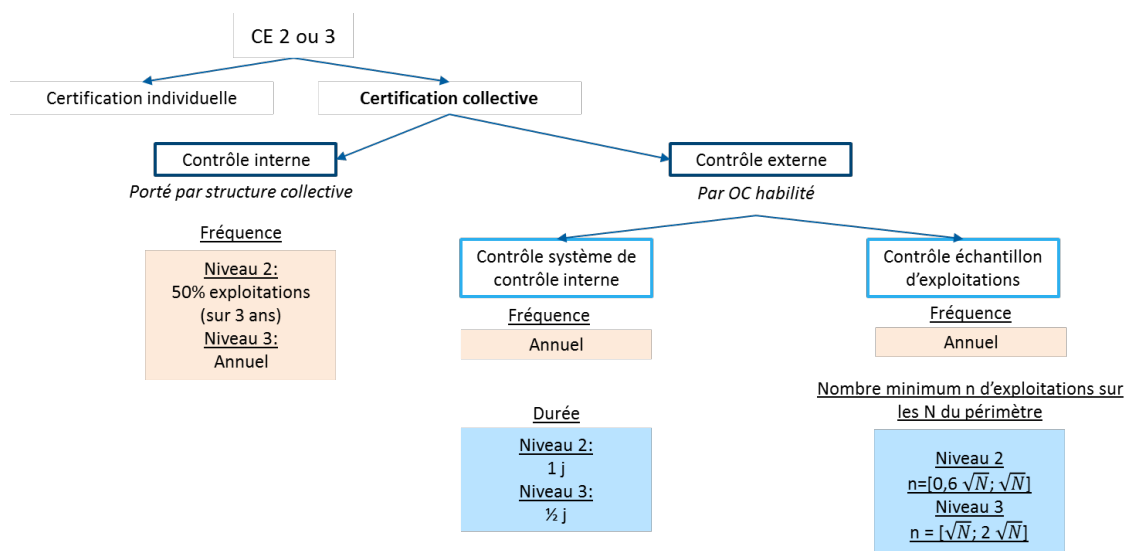 CE 2 ou 3
Certification individuelle
Certification collective
Contrôle interne
Porté par structure collective
Fréquence
Niveau 2:
50% exploitations
(sur 3 ans)
Niveau 3:
Annuel
Contrôle externe
Par OC habilité
Contrôle système de
contrôle interne
Fréquence
Annuel
Durée
Niveau 2:
1 j
Niveau 3:
½ j
Contrôle échantillon
d’exploitations
Fréquence
Annuel
Nombre minimum n d’exploitations sur
les N du périmètre
Niveau 2
n=[0,6 √N; √N]
Niveau 3
n = [√N; 2 √N]